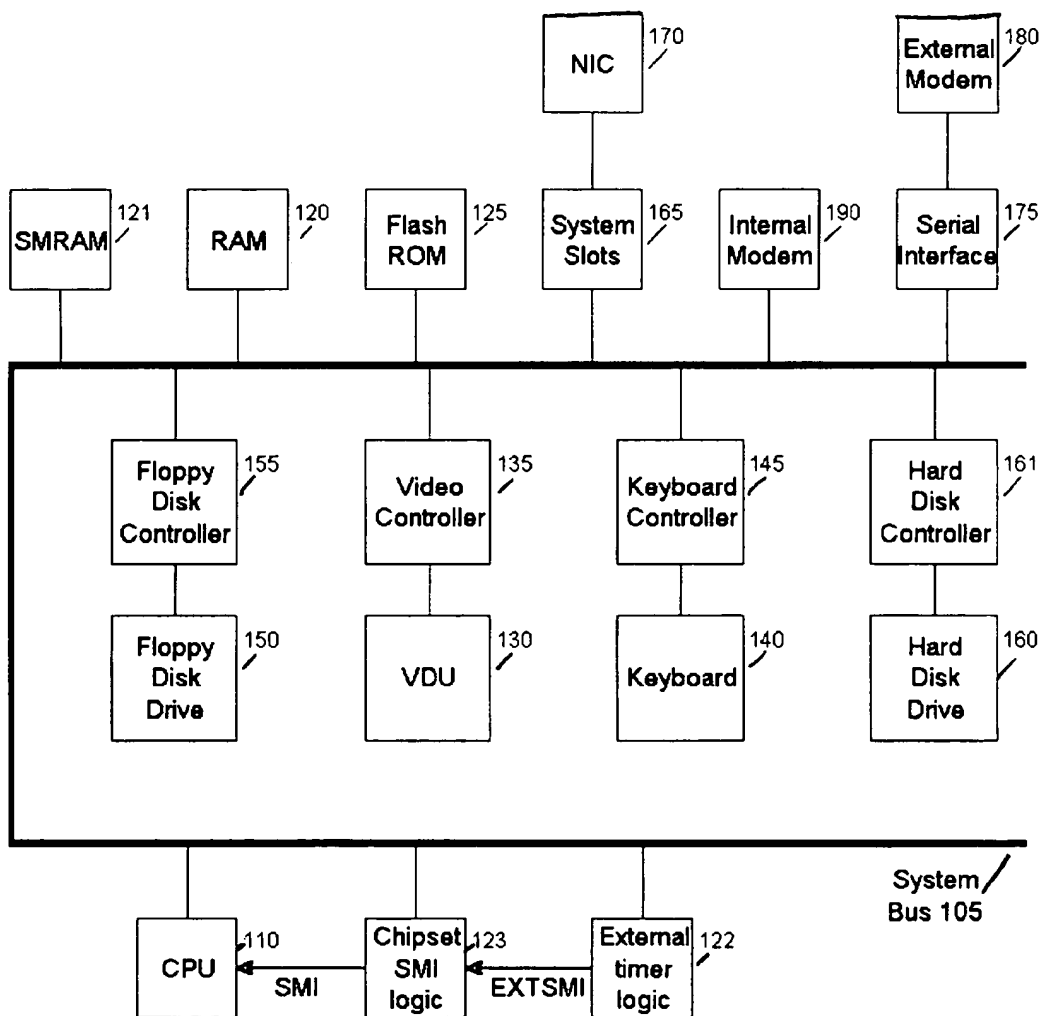 NIC
170
External
Modem
180
SMRAM
121
RAM
120
Flash
ROM
125
System
Slots
165
Internal
Modem
190
Serial
Interface
175
Floppy
Disk
Controller
155
Video
Controller
135
Keyboard
Controller
145
Hard
Disk
Controller
161
Floppy
Disk
Drive
150
VDU
130
Keyboard
140
Hard
Disk
Drive
160
System
Bus 105
CPU
110
SMI
Chipset
SMI
logic
123
EXTSMI
External
timer
logic
122